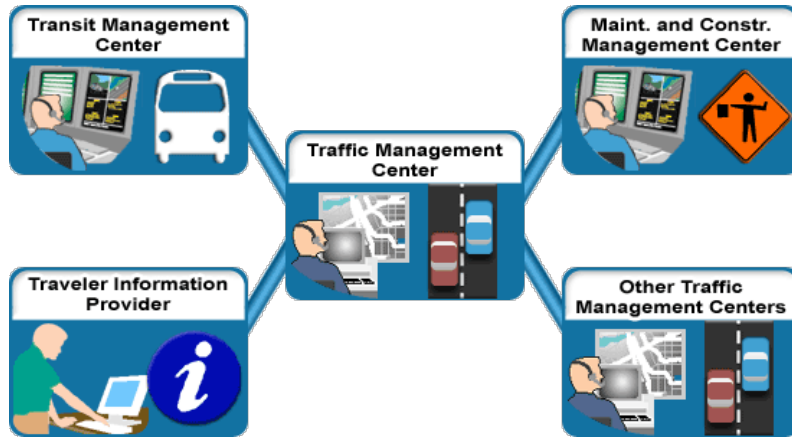 Transit Management
Center
Maint. and Constr.
Management Center
Traffic Management
Center
Traveler Information
Provider
i
Other Traffic
Management Centers